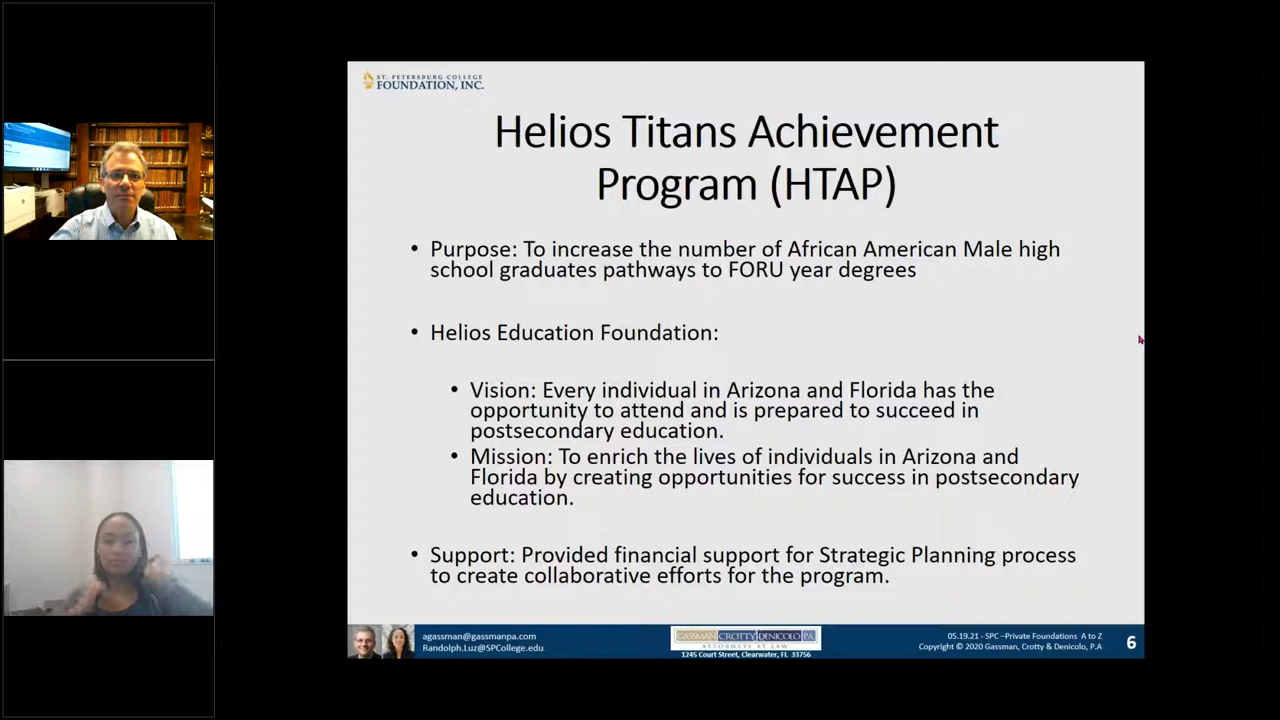 ST. PETERSBURG COLLEGE
FOUNDATION, INC.
Helios Titans Achievement
Program (HTAP)
• Purpose: To increase the number of African American Male high
school graduates pathways to FORU year degrees
• Helios Education Foundation:
• Vision: Every individual in Arizona and Florida has the
opportunity to attend and is prepared to succeed in
postsecondary education.
• Mission: To enrich the lives of individuals in Arizona and
Florida by creating opportunities for success in postsecondary
education.
• Support: Provided financial support for Strategic Planning process
to create collaborative efforts for the program.
agassman@gassmanpa.com
Randolph.Luz@SPCollege.edu
GASSMAN CROTTY DENICOLO PA
ATTORNEYS AT LAW
1245 Court Street, Clearwater, FL 33756
05.19.21 - SPC –Private Foundations A to Z
Copyright © 2020 Gassman, Crotty & Denicolo, P.A
6